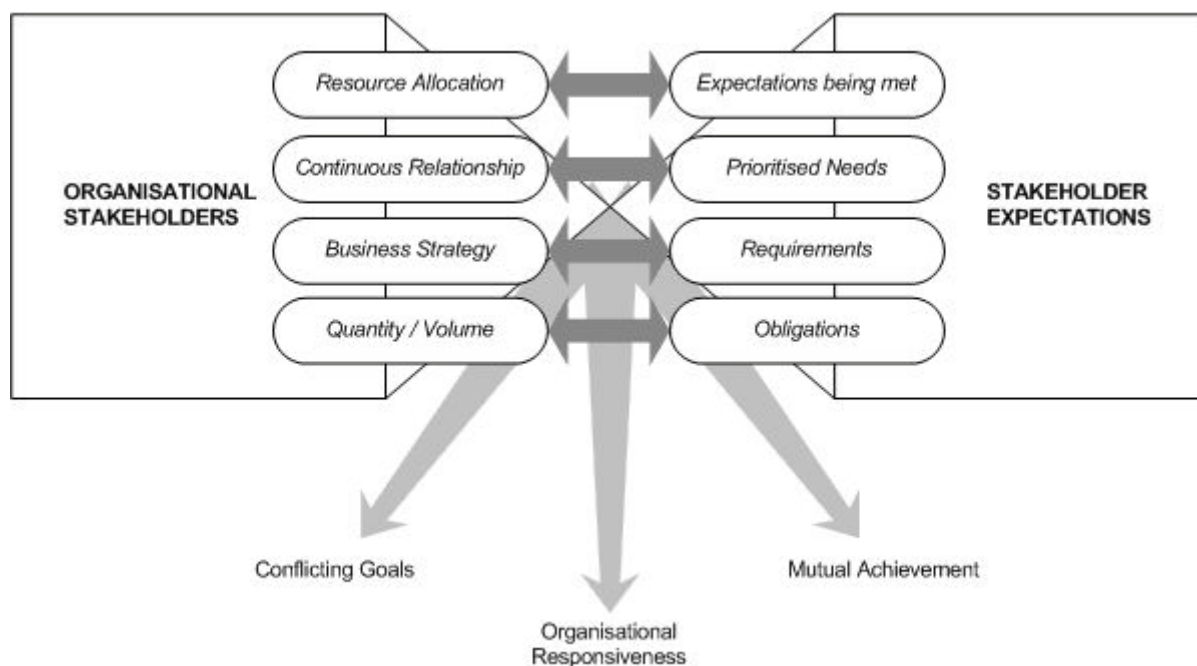 Resource Allocation
Expectations being met
Continuous Relationship
Prioritised Needs
ORGANISATIONAL
STAKEHOLDERS
STAKEHOLDER
EXPECTATIONS
Business Strategy
Requirements
Quantity / Volume
Obligations
Conflicting Goals
Mutual Achievement
Organisational
Responsiveness